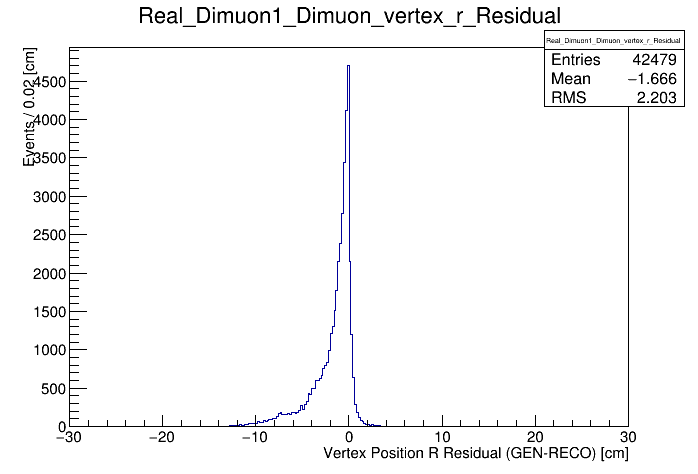 Real_Dimuon1_Dimuon_vertex_r_Residual
Real_Dimuon1_Dimuon_vertex_r_Residual
Entries 42479
Mean −1.666
RMS 2.203
Events / 0.02 [cm]
4500
4000
3500
3000
2500
2000
1500
1000
500
0
−30 −20 −10 0 10 20 30
Vertex Position R Residual (GEN-RECO) [cm]